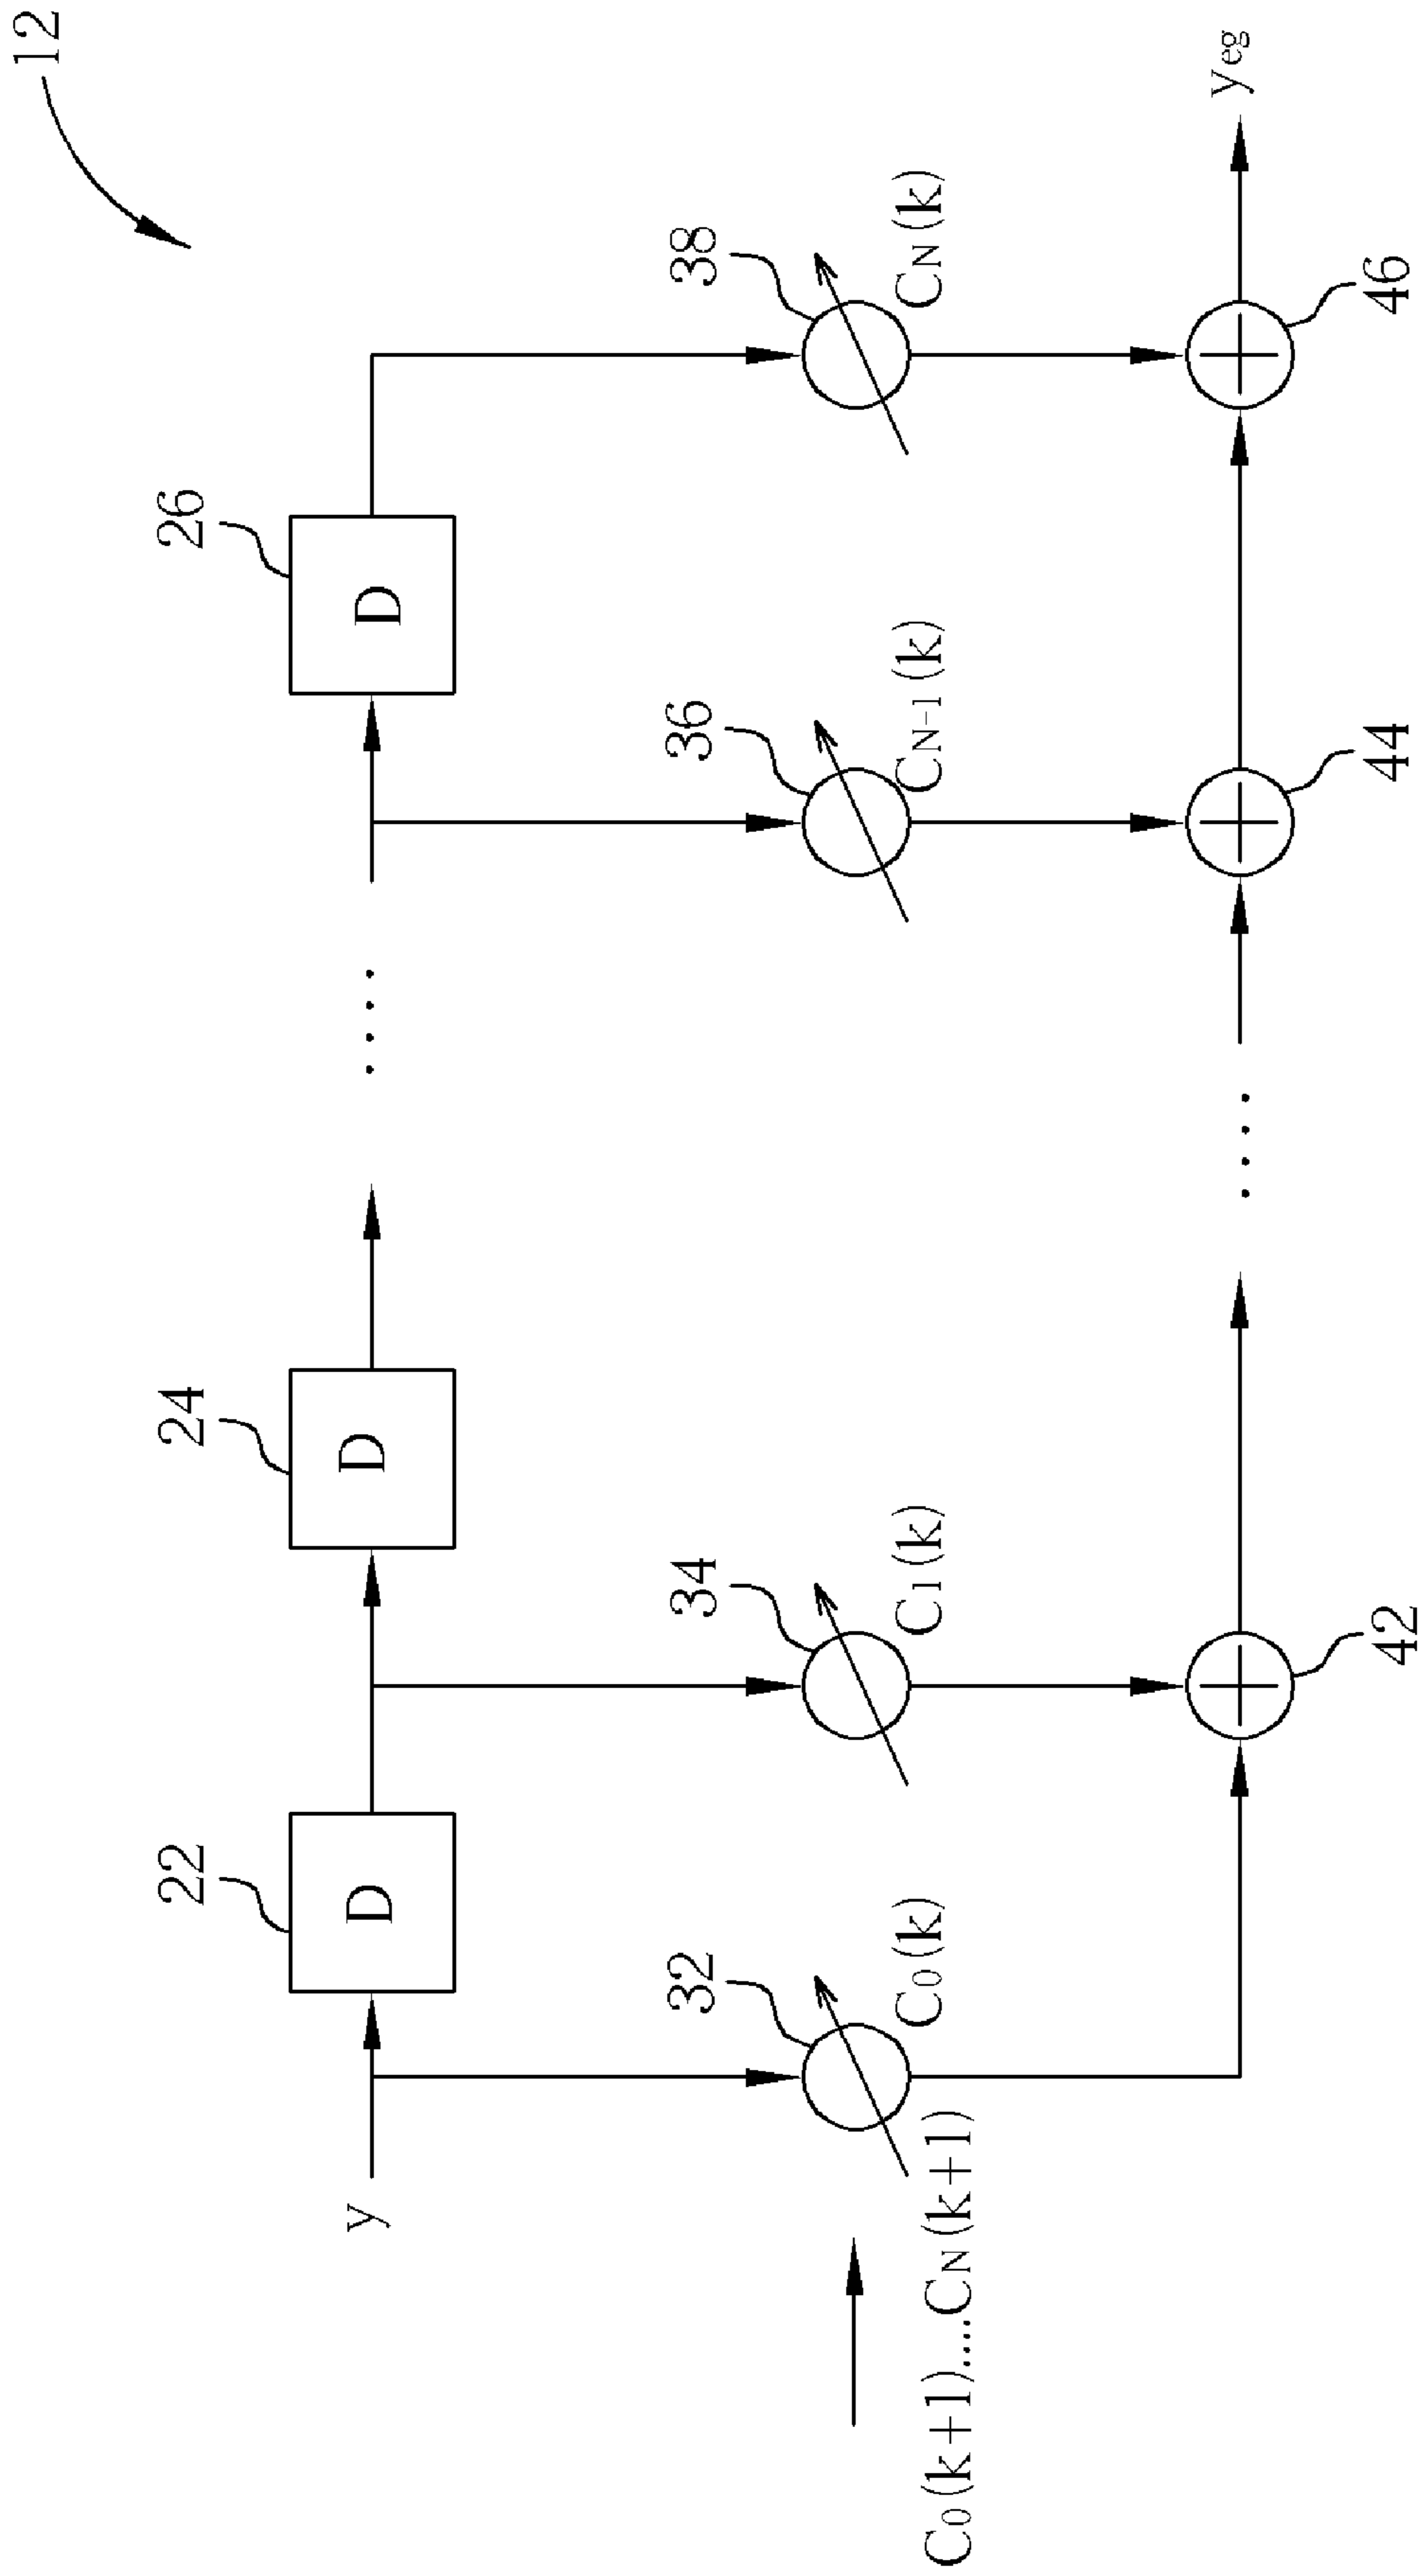 12
22
24
26
D
D
D
y
32
34
36
38
C0(k)
C1(k)
CN-1(k)
CN(k)
C0(k+1)....CN(k+1)
....
....
yeg
42
44
46